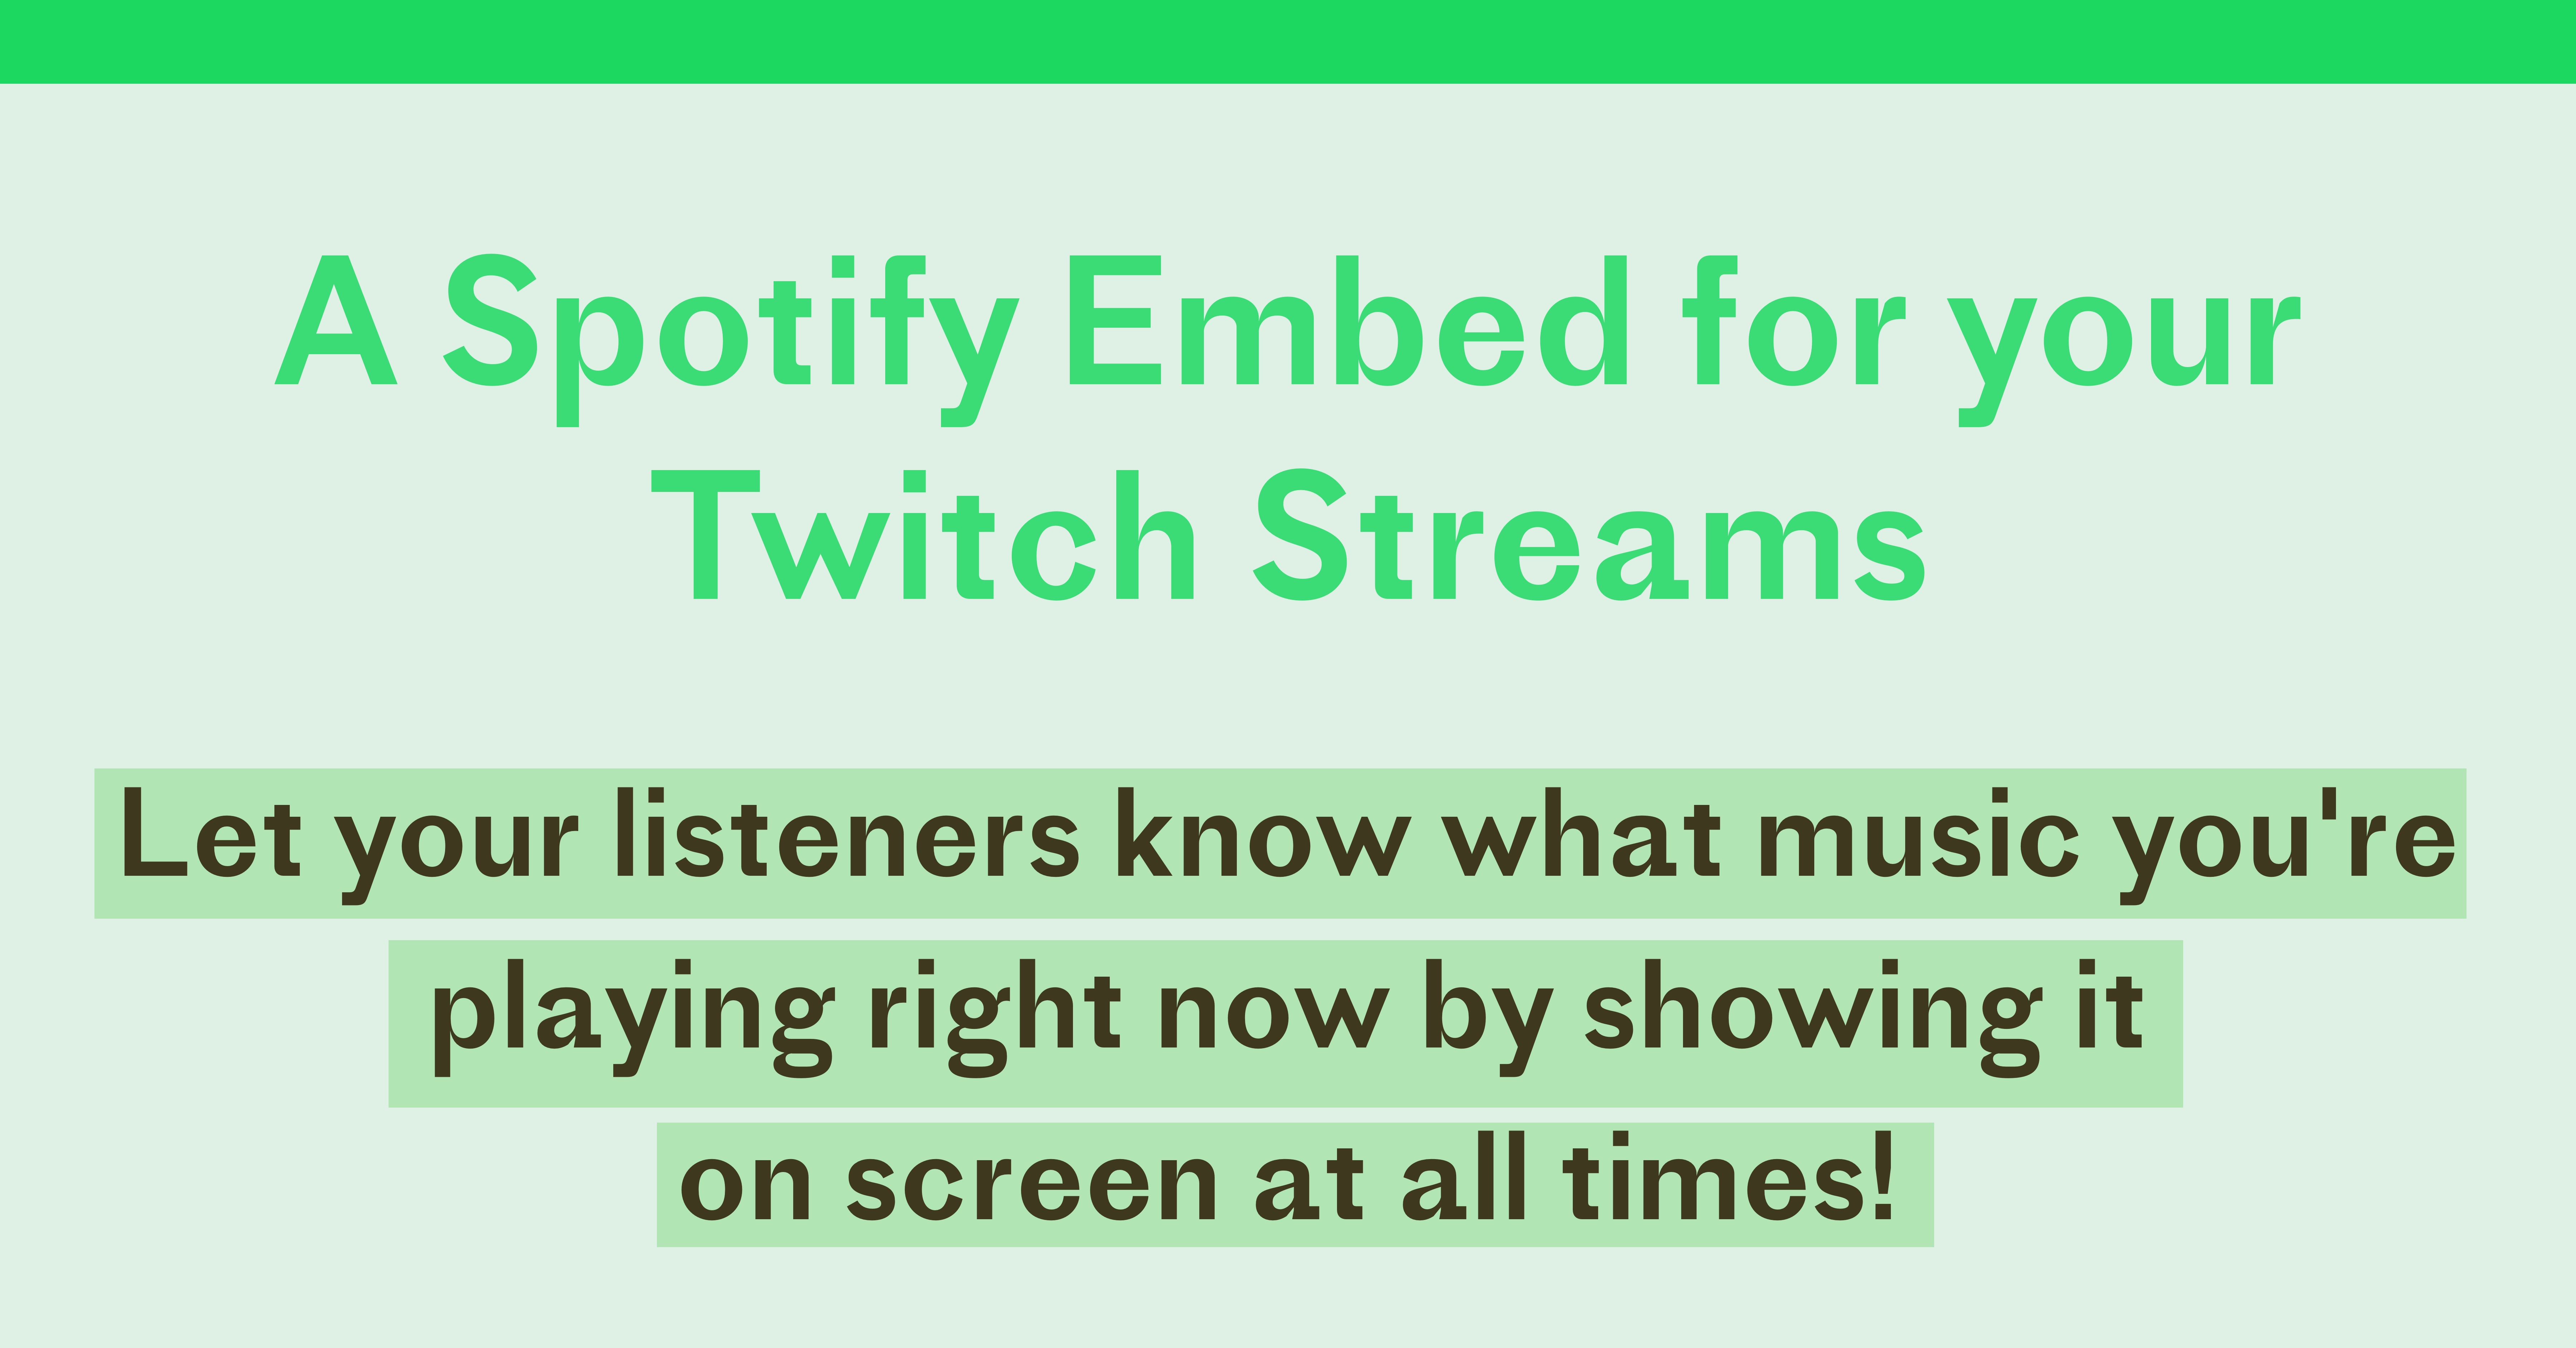 A Spotify Embed for your
Twitch Streams
Let your listeners know what music you're
playing right now by showing it
on screen at all times!